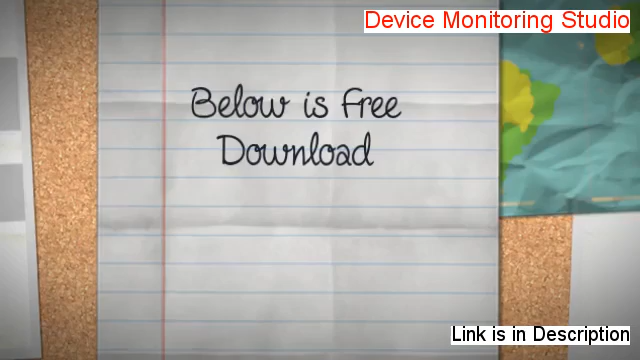 Device Monitoring Studio
Below is free
Download
Link is in Description